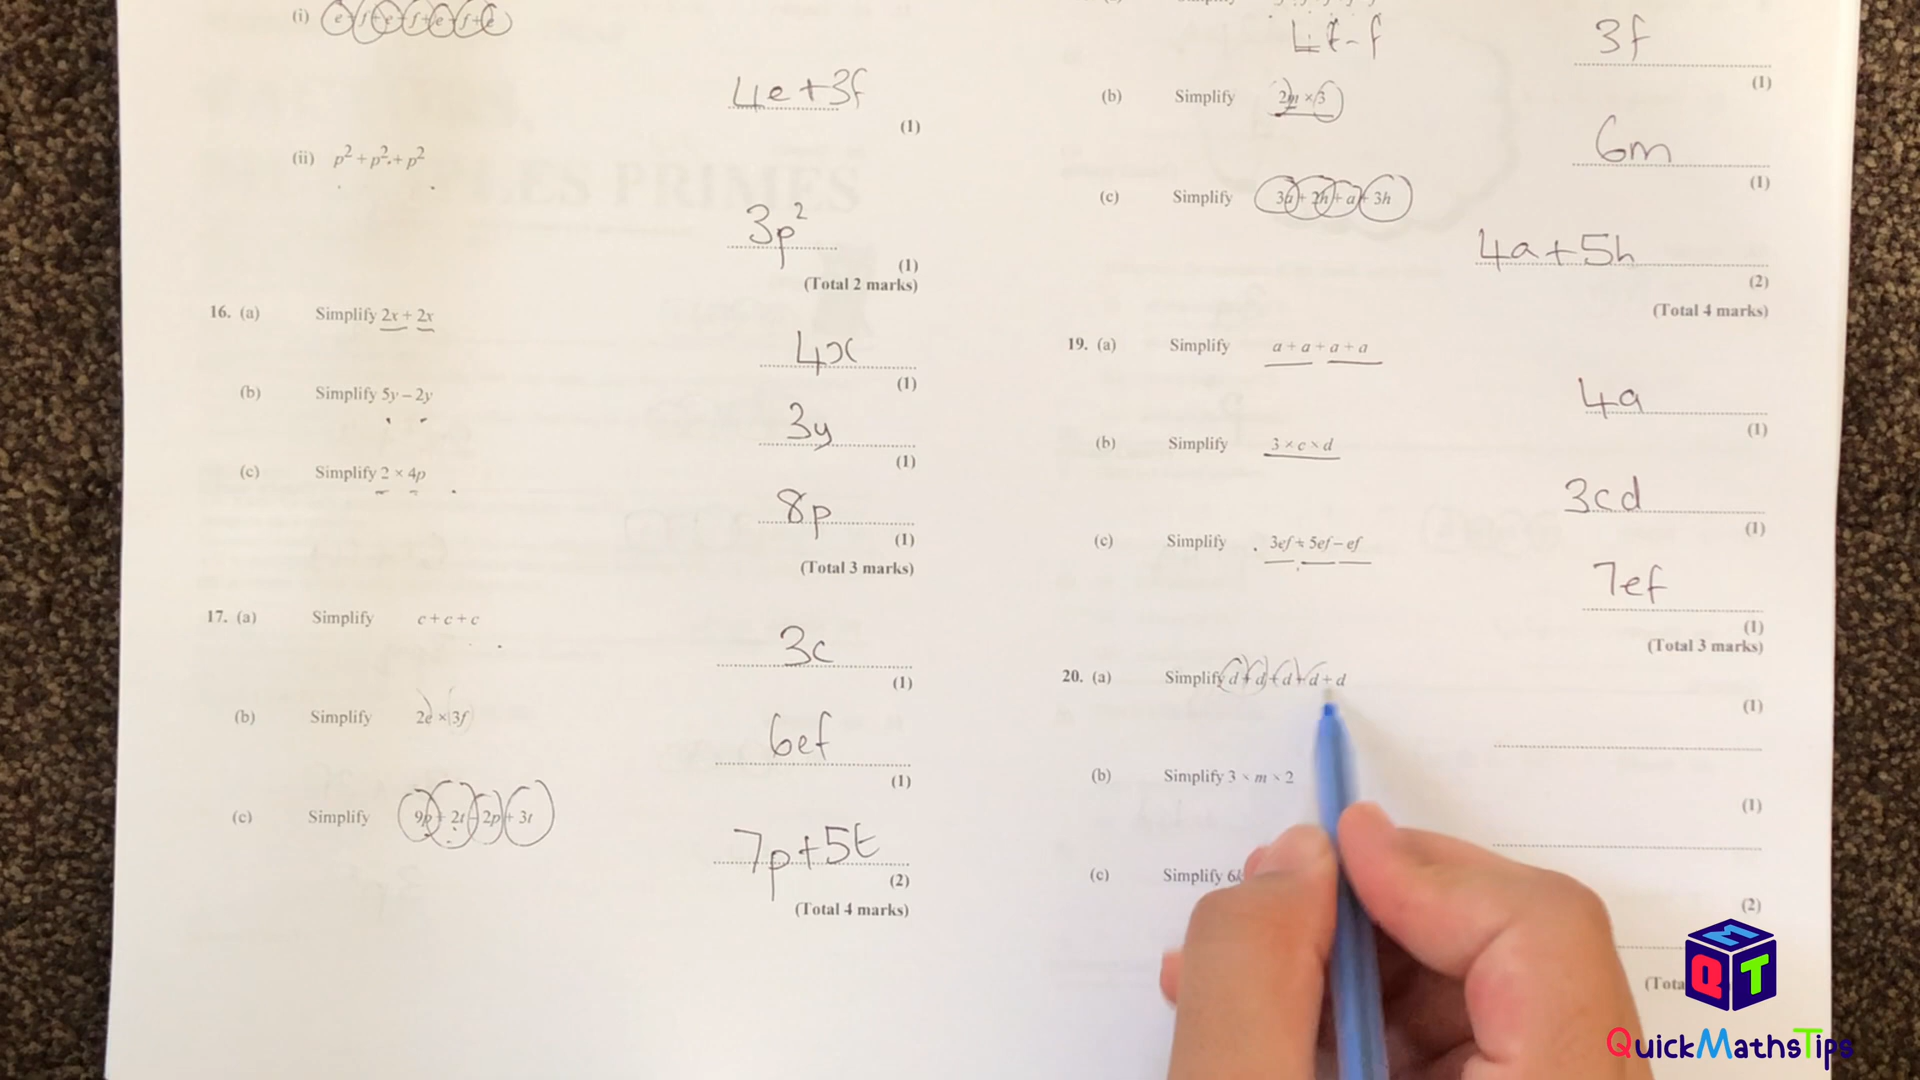 (i) e + f + e + f + e + f + e
4e + 3f
(1)
(ii) p² + p² + p²
3p²
(1)
(Total 2 marks)
16. (a) Simplify 2x + 2x
4x
(1)
(b) Simplify 5y – 2y
3y
(1)
(c) Simplify 2 × 4p
8p
(1)
(Total 3 marks)
17. (a) Simplify c + c + c
3c
(1)
(b) Simplify 2e × 3f
6ef
(1)
(c) Simplify 9p + 2t – 2p + 3t
7p + 5t
(2)
(Total 4 marks)
4f - f
3f
(1)
(b) Simplify 2m × 3
6m
(1)
(c) Simplify 3a + 2h + a + 3h
4a + 5h
(2)
(Total 4 marks)
19. (a) Simplify a + a + a + a
4a
(1)
(b) Simplify 3 × c × d
3cd
(1)
(c) Simplify 3ef + 5ef – ef
7ef
(1)
(Total 3 marks)
20. (a) Simplify d + d + d + d + d
(1)
(b) Simplify 3 × m × 2
(1)
(c) Simplify
(2)
QMT
QuickMathsTips